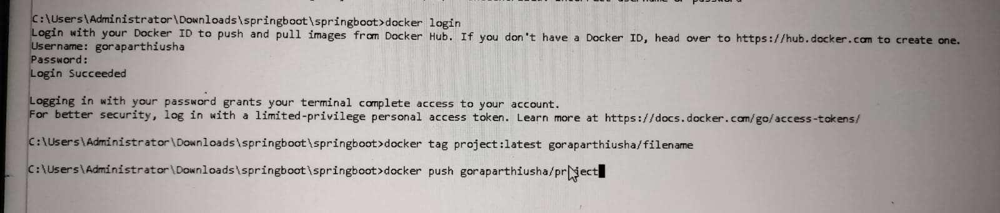 C:\Users\Administrator\Downloads\springboot\springboot>docker login
Login with your Docker ID to push and pull images from Docker Hub. If you don't have a Docker ID, head over to https://hub.docker.com to create one.
Username: goraparthiusha
Password:
Login Succeeded
Logging in with your password grants your terminal complete access to your account.
For better security, log in with a limited-privilege personal access token. Learn more at https://docs.docker.com/go/access-tokens/
C:\Users\Administrator\Downloads\springboot\springboot>docker tag project:latest goraparthiusha/filename
C:\Users\Administrator\Downloads\springboot\springboot>docker push goraparthiusha/project